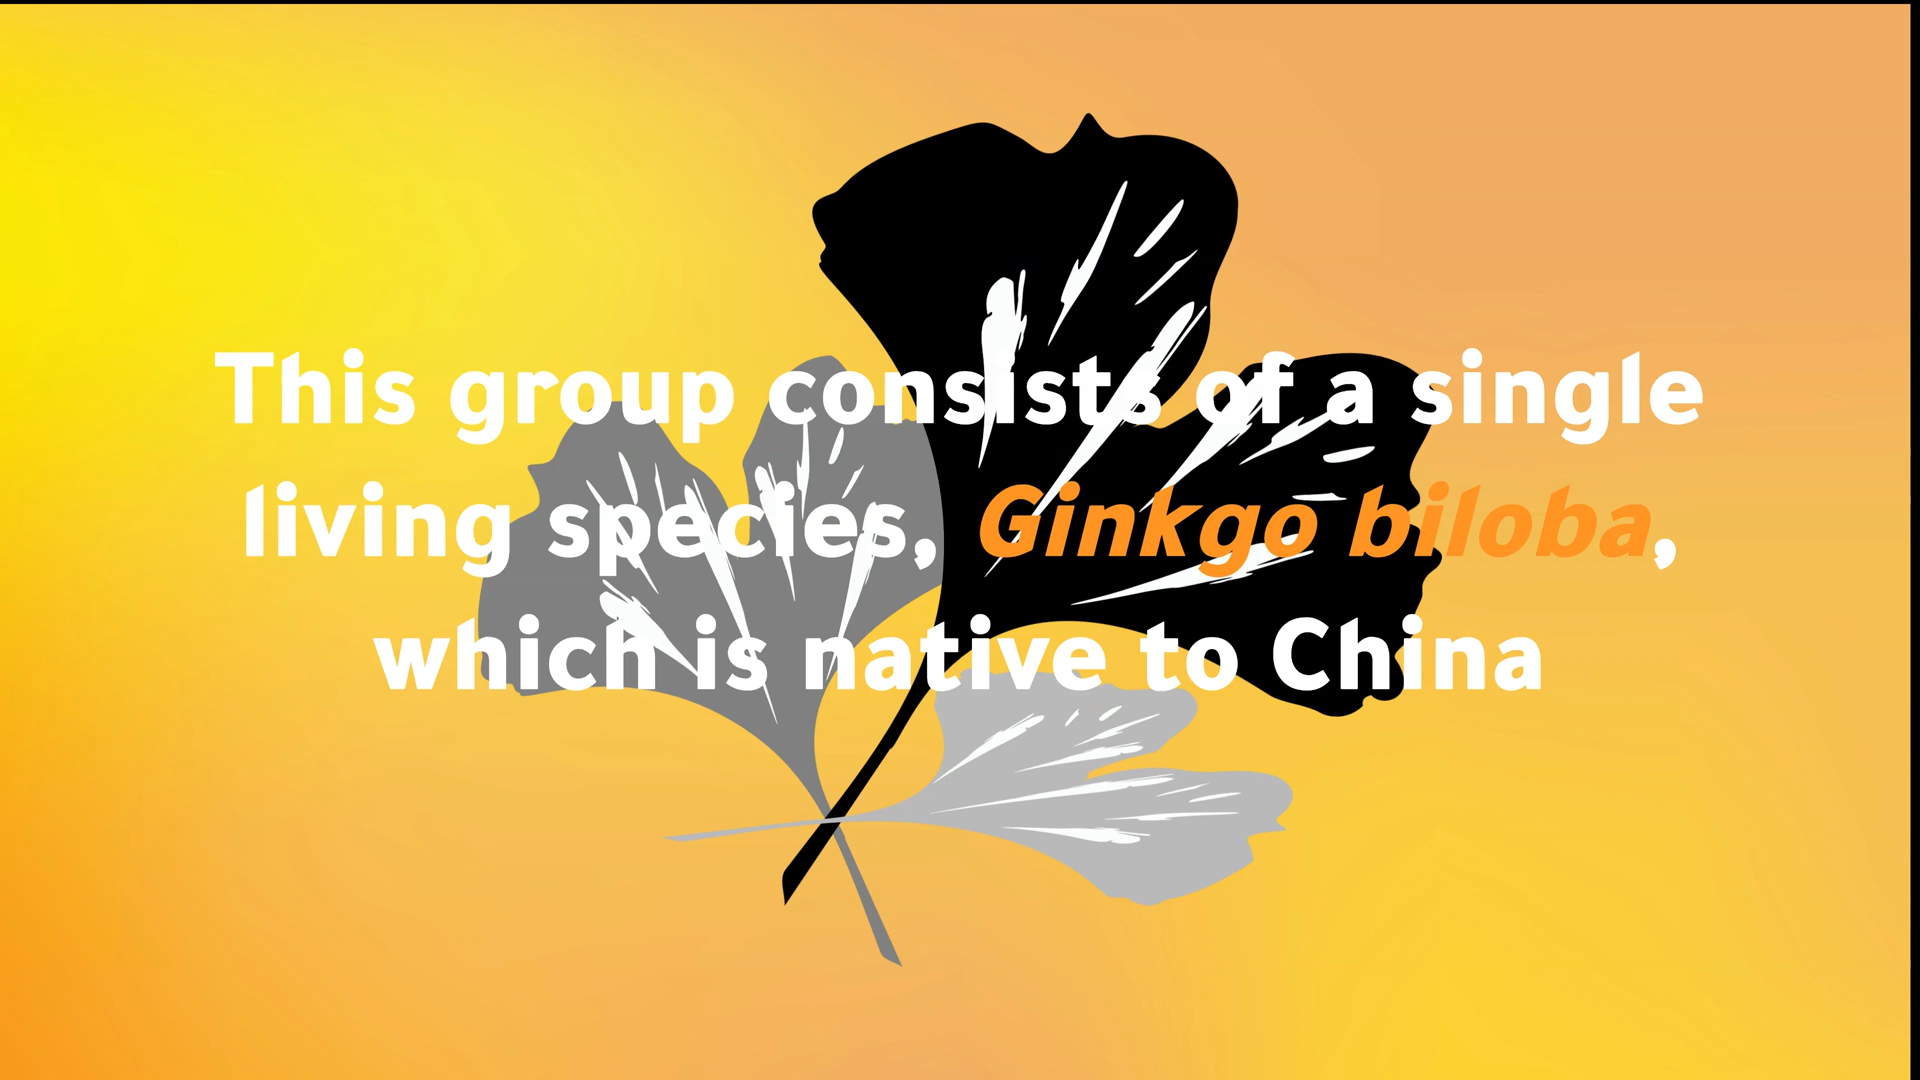 This group consists of a single
living species, Ginkgo biloba,
which is native to China